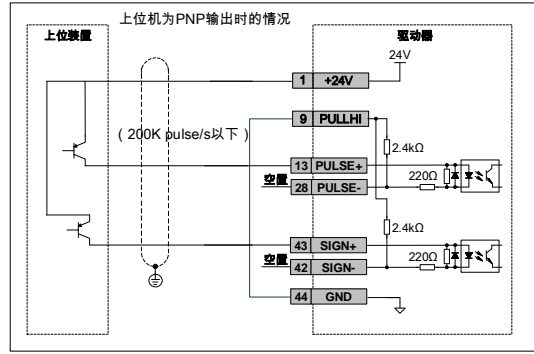 上位机为PNP输出时的情况
上位装置
驱动器
24V
1 +24V
9 PULLHI
（200K pulse/s以下）
2.4kΩ
13 PULSE+
空置
28 PULSE-
220Ω
2.4kΩ
43 SIGN+
空置
42 SIGN-
220Ω
44 GND